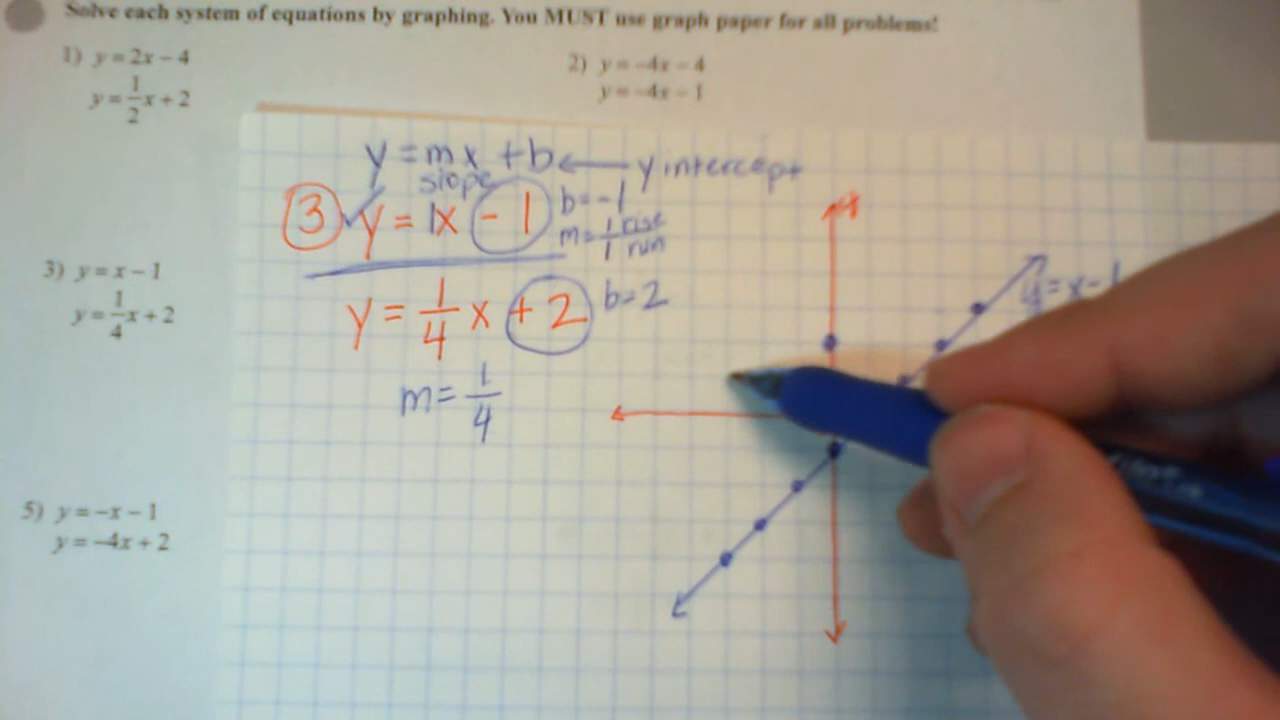 Solve each system of equations by graphing. You MUST use graph paper for all problems!
1) y = 2x − 4
y = 1/2 x + 2
2) y = −4x − 4
y = −4x − 1
y = mx + b ← y intercept
slope
3 ✓ y = 1x − 1
b = −1
m = 1/1 rise/run
y = 1/4 x + 2
b = 2
m = 1/4
y = x − 1
3) y = x − 1
y = 1/4 x + 2
5) y = −x − 1
y = −4x + 2